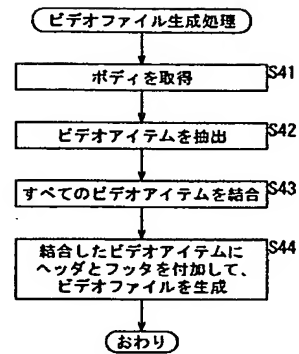 ビデオファイル生成処理
ボディを取得
S41
ビデオアイテムを抽出
S42
すべてのビデオアイテムを結合
S43
結合したビデオアイテムに
ヘッダとフッタを付加して、
ビデオファイルを生成
S44
おわり